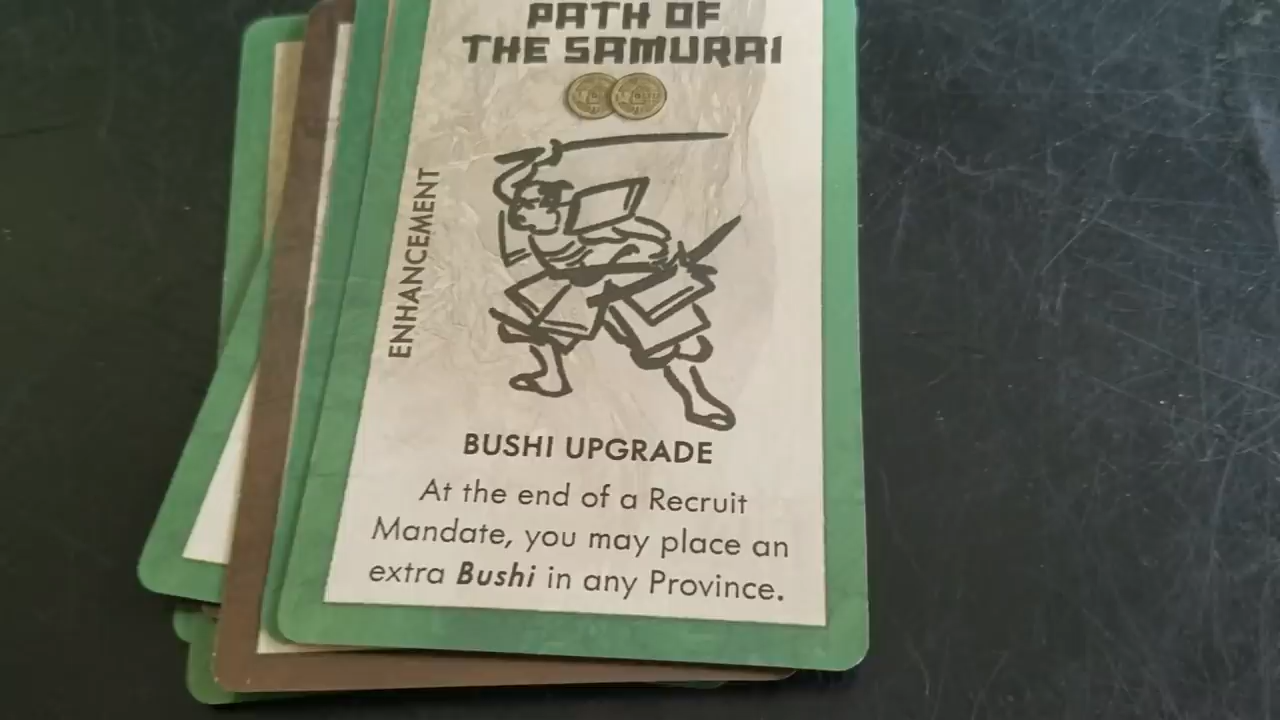 PATH OF
THE SAMURAI
ENHANCEMENT
BUSHI UPGRADE
At the end of a Recruit
Mandate, you may place an
extra Bushi in any Province.